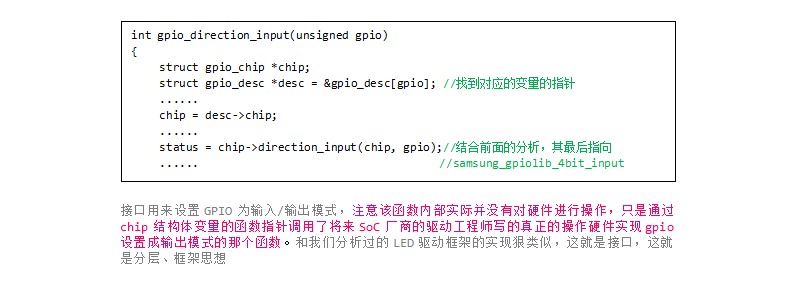 int gpio_direction_input(unsigned gpio)
{
struct gpio_chip *chip;
struct gpio_desc *desc = &gpio_desc[gpio]; //找到对应的变量的指针
......
chip = desc->chip;
......
status = chip->direction_input(chip, gpio);//结合前面的分析，其最后指向
...... //samsung_gpiolib_4bit_input
接口用来设置 GPIO 为输入/输出模式，注意该函数内部实际并没有对硬件进行操作，只是通过
chip 结构体变量的函数指针调用了将来 SoC 厂商的驱动工程师写的真正的操作硬件实现 gpio
设置成输出模式的那个函数。和我们分析过的 LED 驱动框架的实现很类似，这就是接口，这就
是分层、框架思想